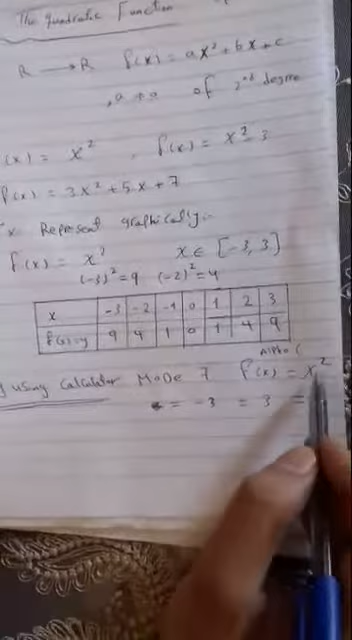 The quadratic Function
R → R f(x) = ax² + bx + c
, a ≠ o of 2nd degree
(x) = x² , f(x) = x² - 3
f(x) = 3x² + 5x + 7
Represent graphically:-
f(x) = x² x ∈ [-3, 3]
(-3)² = 9 (-2)² = 4
x -3 -2 -1 0 1 2 3
f(x)=y 9 4 1 0 1 4 9
Alpha (
using calculator MoDe 7 f(x) = x²
= -3 = 3 =